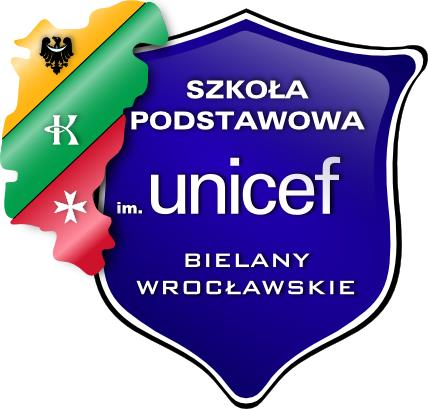 SZKOŁA
PODSTAWOWA
im. unicef
BIELANY
WROCŁAWSKIE
K